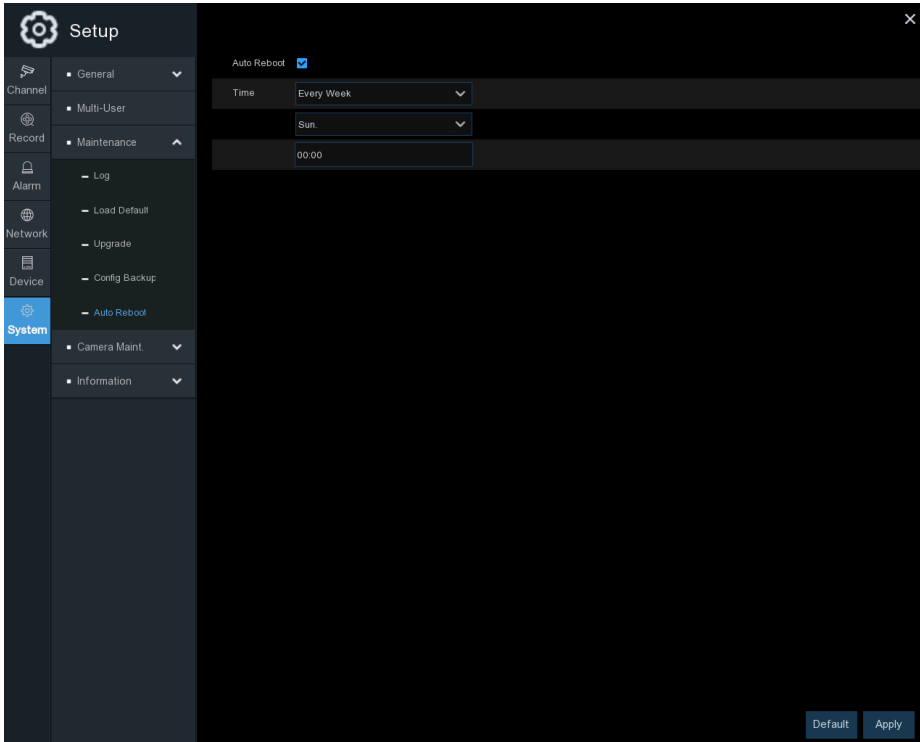 Setup
Channel
Record
Alarm
Network
Device
System
General
Multi-User
Maintenance
Log
Load Default
Upgrade
Config Backup
Auto Reboot
Camera Maint.
Information
Auto Reboot
Time
Every Week
Sun.
00:00
Default
Apply